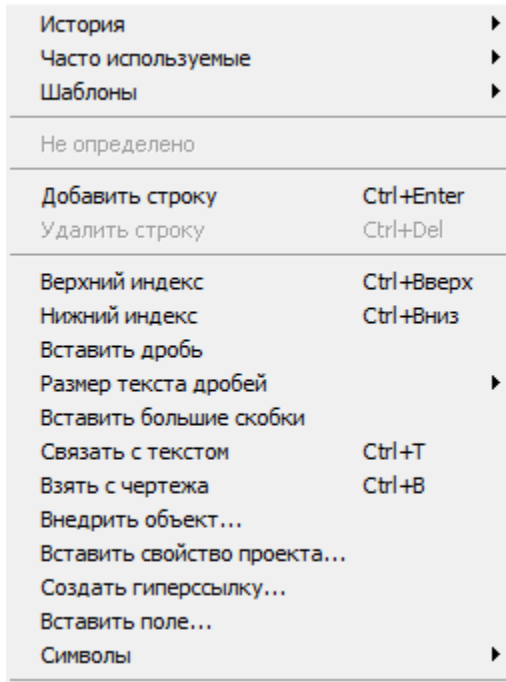 История
Часто используемые
Шаблоны
Не определено
Добавить строку Ctrl+Enter
Удалить строку Ctrl+Del
Верхний индекс Ctrl+Вверх
Нижний индекс Ctrl+Вниз
Вставить дробь
Размер текста дробей
Вставить большие скобки
Связать с текстом Ctrl+T
Взять с чертежа Ctrl+B
Внедрить объект...
Вставить свойство проекта...
Создать гиперссылку...
Вставить поле...
Символы